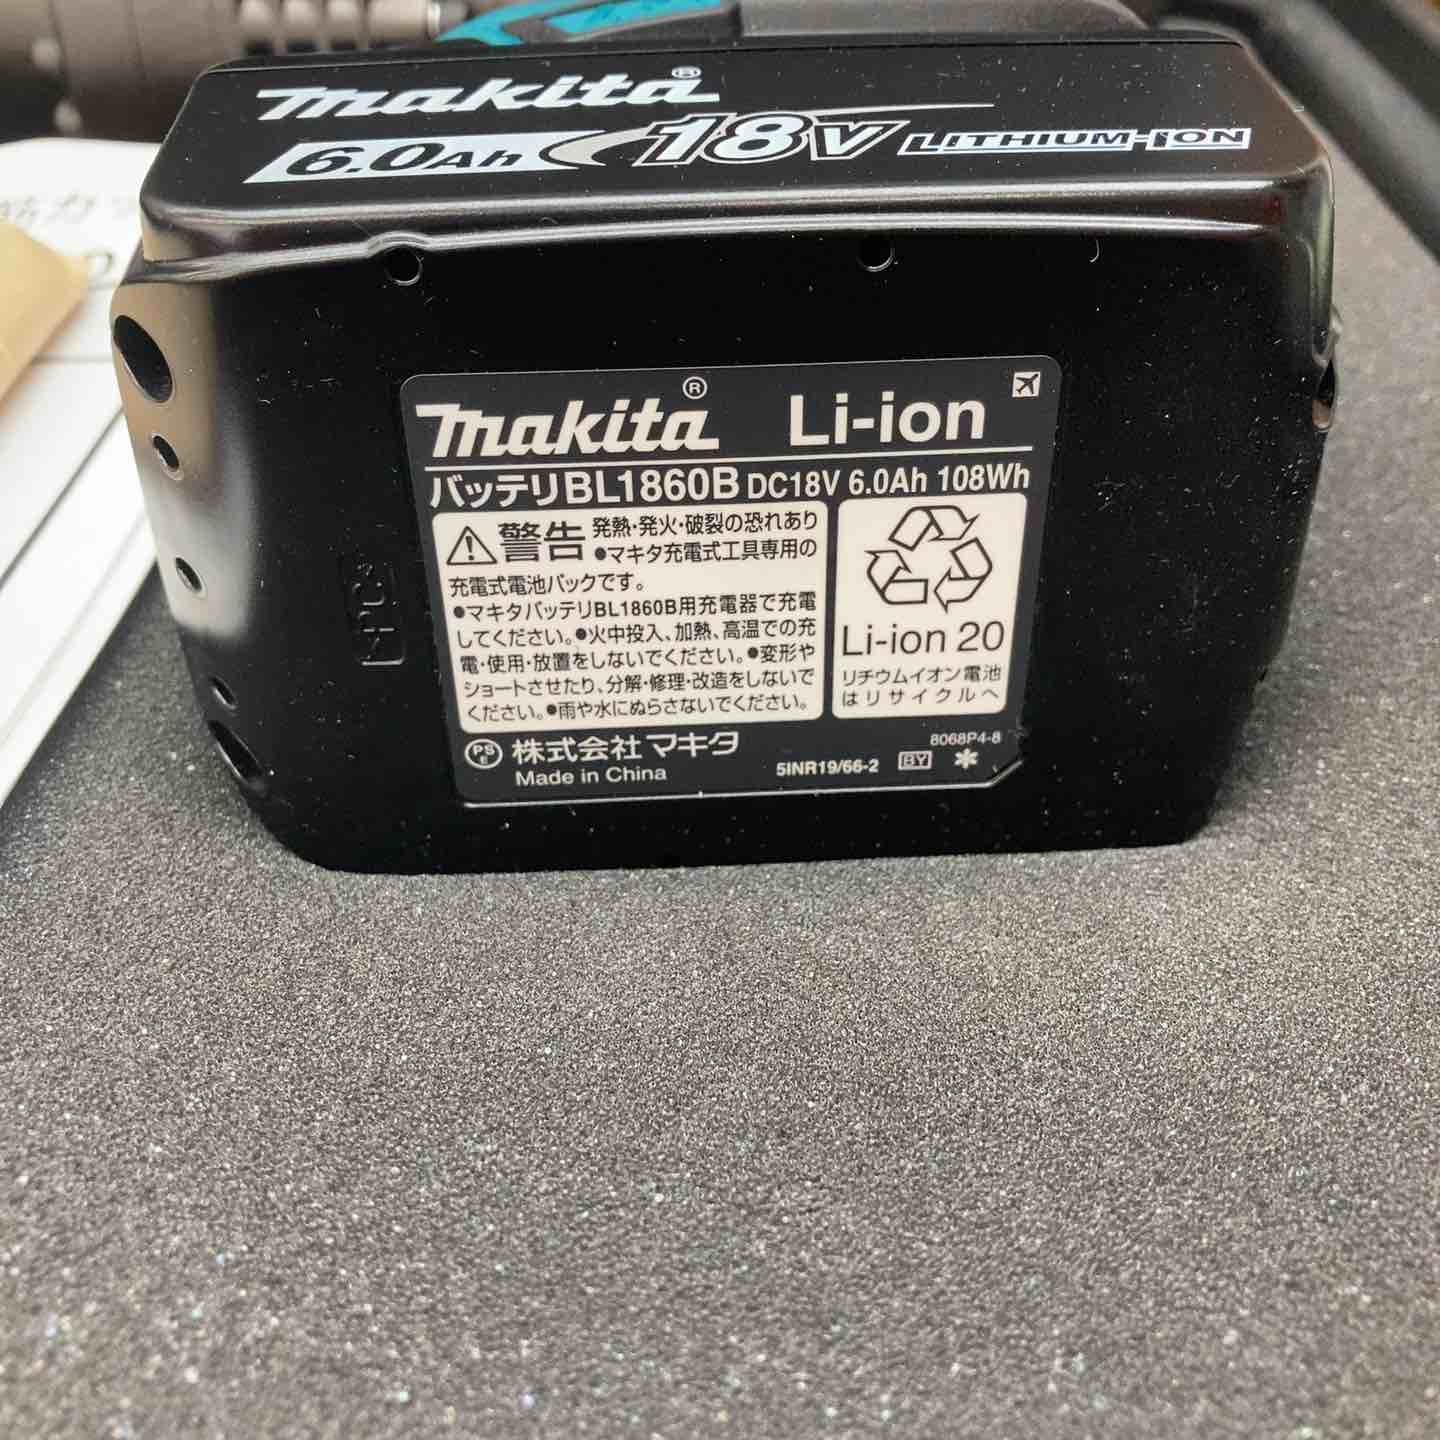 makita®
6.0Ah 18V LITHIUM-ION
makita® Li-ion
バッテリBL1860B DC18V 6.0Ah 108Wh
警告 発熱・発火・破裂の恐れあり
●マキタ充電式工具専用の
充電式電池パックです。
●マキタバッテリBL1860B用充電器で充電
してください。●火中投入、加熱、高温での充
電・使用・放置をしないでください。●変形や
ショートさせたり、分解・修理・改造をしないで
ください。●雨や水にぬらさないでください。
Li-ion 20
リチウムイオン電池
はリサイクルへ
PSE 株式会社 マキタ
Made in China
8068P4-8
5INR19/66-2 BY *